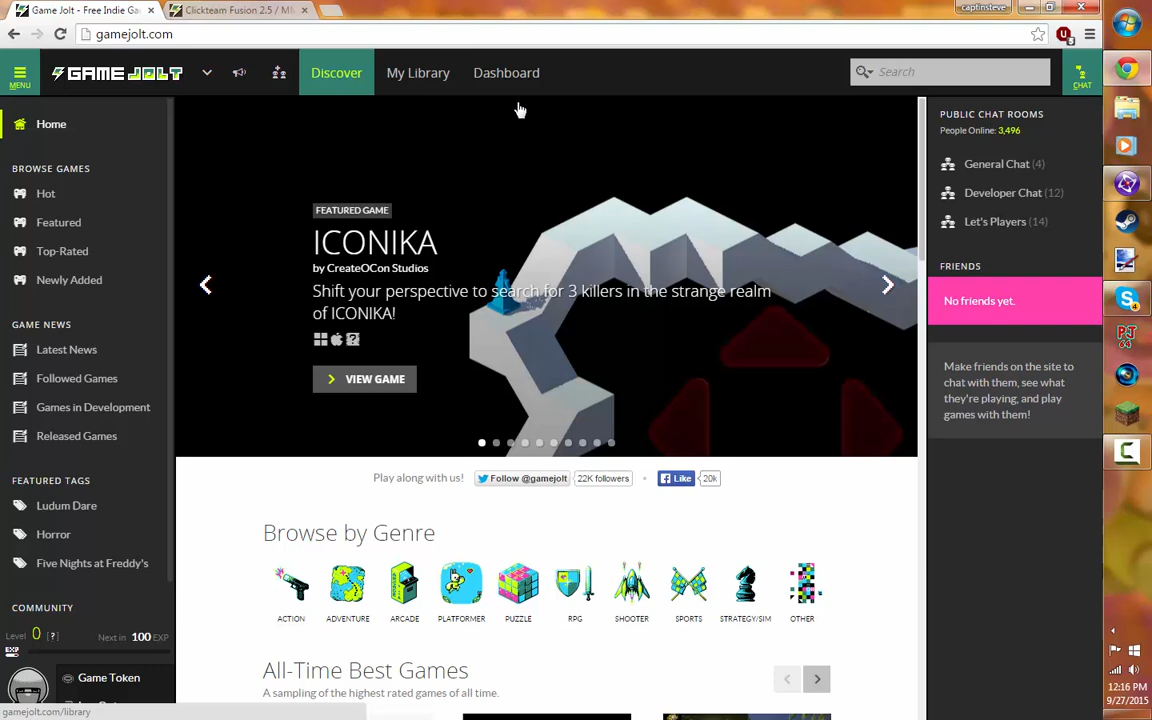 Game Jolt - Free Indie Ga
Clickteam Fusion 2.5 / M
captinsteve
gamejolt.com
MENU
GAME JOLT
Discover
My Library
Dashboard
Search
CHAT
Home
BROWSE GAMES
Hot
Featured
Top-Rated
Newly Added
GAME NEWS
Latest News
Followed Games
Games in Development
Released Games
FEATURED TAGS
Ludum Dare
Horror
Five Nights at Freddy's
COMMUNITY
Level 0 [?] Next in 100 EXP
EXP
Game Token
gamejolt.com/library
FEATURED GAME
ICONIKA
by CreateOCon Studios
Shift your perspective to search for 3 killers in the strange realm
of ICONIKA!
VIEW GAME
Play along with us! Follow @gamejolt 22K followers Like 20k
Browse by Genre
ACTION ADVENTURE ARCADE PLATFORMER PUZZLE RPG SHOOTER SPORTS STRATEGY/SIM OTHER
All-Time Best Games
A sampling of the highest rated games of all time.
PUBLIC CHAT ROOMS
People Online: 3,496
General Chat (4)
Developer Chat (12)
Let's Players (14)
FRIENDS
No friends yet.
Make friends on the site to
chat with them, see what
they're playing, and play
games with them!
PJ
64
12:16 PM
9/27/2015